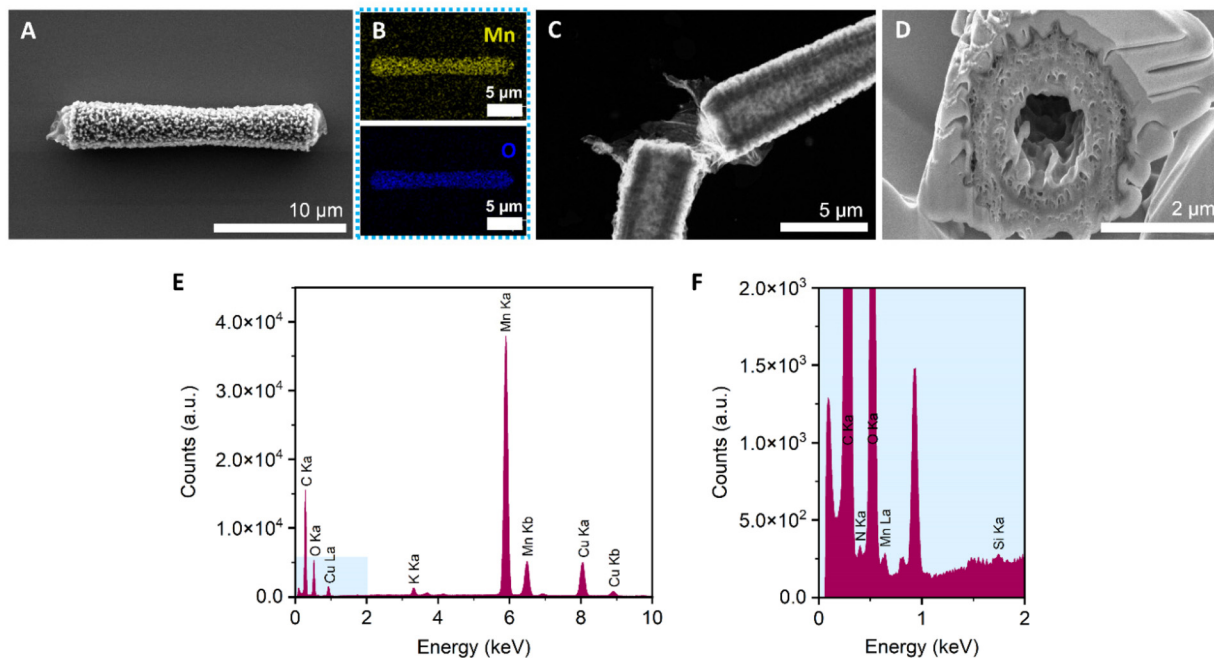 A
10 µm
B
Mn
5 µm
O
5 µm
C
5 µm
D
2 µm
E
Counts (a.u.)
4.0×10⁴
3.0×10⁴
2.0×10⁴
1.0×10⁴
0.0
C Ka
O Ka
Cu La
K Ka
Mn Ka
Mn Kb
Cu Ka
Cu Kb
0 2 4 6 8 10
Energy (keV)
F
Counts (a.u.)
2.0×10³
1.5×10³
1.0×10³
5.0×10²
0.0
C Ka
N Ka
O Ka
Mn La
Si Ka
0 1 2
Energy (keV)